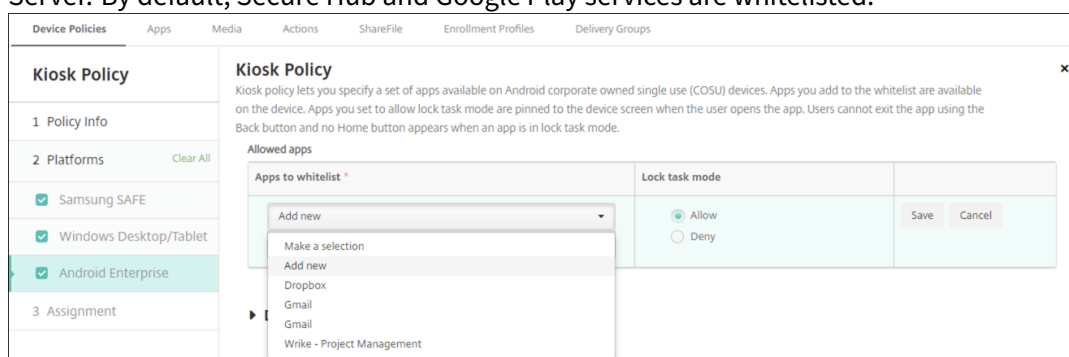 Server. By default, Secure Hub and Google Play services are whitelisted.
Device Policies Apps Media Actions ShareFile Enrollment Profiles Delivery Groups
Kiosk Policy
1 Policy Info
2 Platforms Clear All
Samsung SAFE
Windows Desktop/Tablet
Android Enterprise
3 Assignment
Kiosk Policy
Kiosk policy lets you specify a set of apps available on Android corporate owned single use (COSU) devices. Apps you add to the whitelist are available
on the device. Apps you set to allow lock task mode are pinned to the device screen when the user opens the app. Users cannot exit the app using the
Back button and no Home button appears when an app is in lock task mode.
Allowed apps
Apps to whitelist * Lock task mode
Add new Allow Save Cancel
Deny
Make a selection
Add new
Dropbox
Gmail
Gmail
Wrike - Project Management